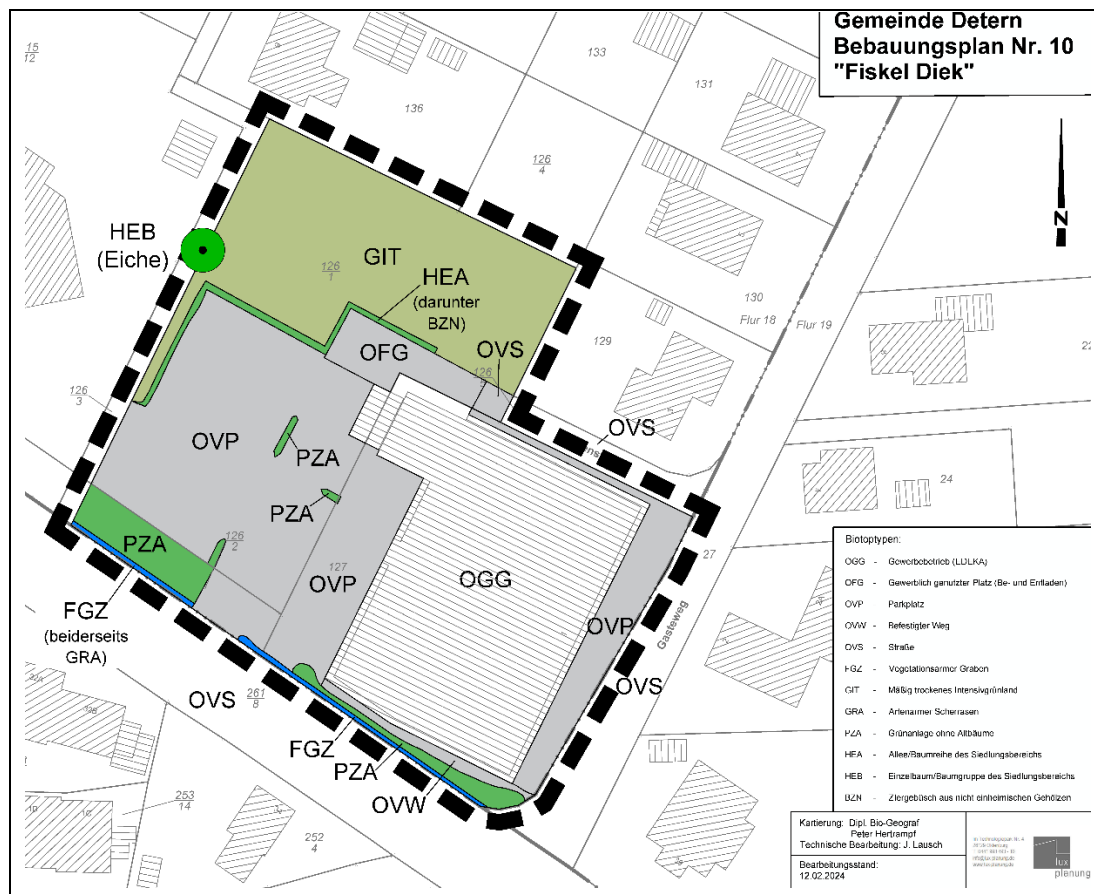 Gemeinde Detern
Bebauungsplan Nr. 10
"Fiskel Diek"
15
12
133
131
136
126
4
N
HEB
(Eiche)
GIT
126
1
HEA
(darunter
BZN)
130
Flur 18
Flur 19
OFG
OVS
126
129
126
3
OVS
OVP
PZA
24
PZA
PZA
126
2
OVP
127
OGG
27
FGZ
(beiderseits
GRA)
OVP
Gasteweg
OVS
OVS
261
8
FGZ
PZA
OVW
253
14
252
4
Biotoptypen:
OGG - Gewerbebetrieb (LDLKA)
OFG - Gewerblich genutzter Platz (Be- und Entladen)
OVP Parkplatz
OVW - Befestigter Weg
OVS - Straße
FGZ - Vegetationsarmer Graben
GIT - Mäßig trockenes Intensivgrünland
GRA - Artenarmer Scherrasen
PZA - Grünanlage ohne Altbäume
HEA - Allee/Baumreihe des Siedlungsbereichs
HEB - Einzelbaum/Baumgruppe des Siedlungsbereichs
BZN - Ziergebüsch aus nicht einheimischen Gehölzen
Kartierung: Dipl. Bio-Geograf
Peter Hertrampf
Technische Bearbeitung: J. Lausch
Bearbeitungsstand:
12.02.2024
lux
planung